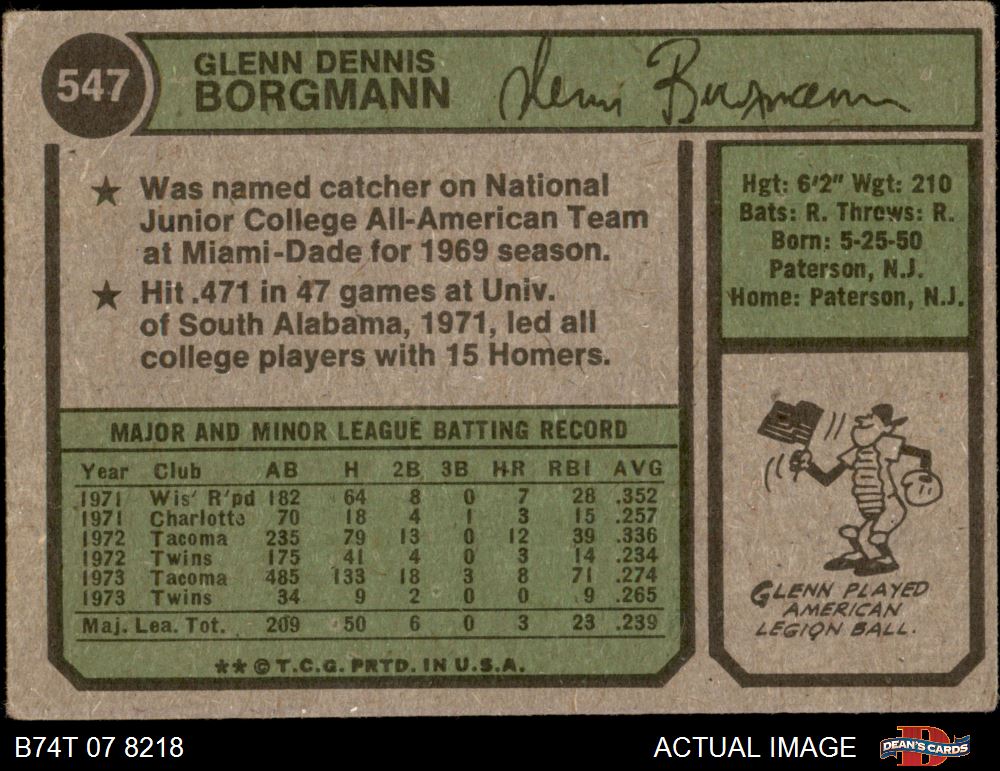 547
GLENN DENNIS
BORGMANN
Glenn Borgmann
★ Was named catcher on National
Junior College All-American Team
at Miami-Dade for 1969 season.
★ Hit .471 in 47 games at Univ.
of South Alabama, 1971, led all
college players with 15 Homers.
Hgt: 6'2" Wgt: 210
Bats: R. Throws: R.
Born: 5-25-50
Paterson, N.J.
Home: Paterson, N.J.
MAJOR AND MINOR LEAGUE BATTING RECORD
Year Club AB H 2B 3B HR RBI AVG
1971 Wis' R'pd 182 64 8 0 7 28 .352
1971 Charlotte 70 18 4 1 3 15 .257
1972 Tacoma 235 79 13 0 12 39 .336
1972 Twins 175 41 4 0 3 14 .234
1973 Tacoma 485 133 18 3 8 71 .274
1973 Twins 34 9 2 0 0 9 .265
Maj. Lea. Tot. 209 50 6 0 3 23 .239
** © T.C.G. PRTD. IN U.S.A.
GLENN PLAYED
AMERICAN
LEGION BALL.
B74T 07 8218
ACTUAL IMAGE
DEAN'S CARDS